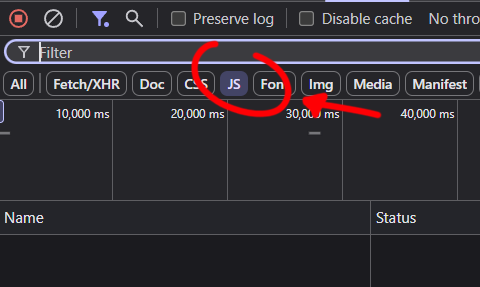 Preserve log Disable cache No thro
Filter
All Fetch/XHR Doc CSS JS Font Img Media Manifest
10,000 ms 20,000 ms 30,000 ms 40,000 ms
Name Status